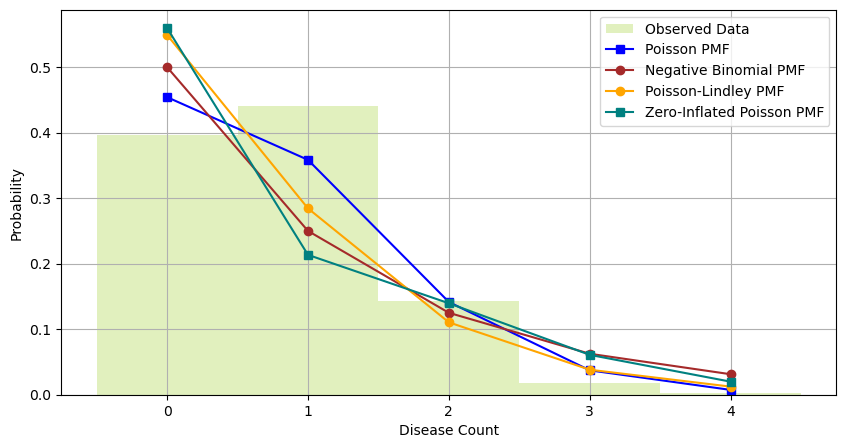 Observed Data
Poisson PMF
Negative Binomial PMF
Poisson-Lindley PMF
Zero-Inflated Poisson PMF
Probability
0.5
0.4
0.3
0.2
0.1
0.0
0 1 2 3 4
Disease Count